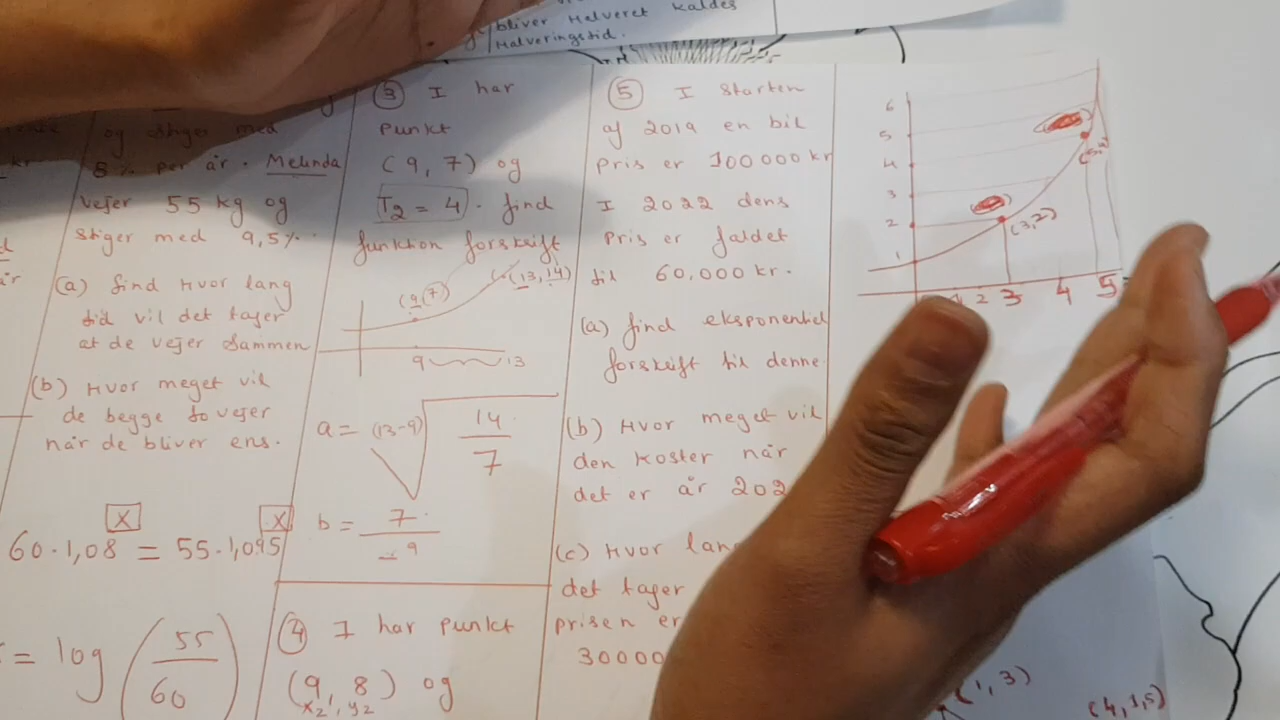 bliver Halveret kaldes
Halveringstid.
og stiger med
8% per år. Melinda
vejer 55 kg og
stiger med 9,5%.
(a) find Hvor lang
tid vil det tager
at de vejer sammen
(b) Hvor meget vil
de begge to vejer
når de bliver ens.
60.1,08 x = 55.1,095 x
= log (55/60)
③ I har
punkt
(9,7) og
T2 = 4. find
funktion forskrift
(9,7) (13,14)
9 13
a = (13-9)√ 14/7
b = 7/ 9
④ I har punkt
(9,8) og
x2, y2
⑤ I starten
af 2019 en bil
pris er 100000 kr
I 2022 dens
pris er faldet
til 60.000 kr.
(a) find eksponentiel
forskrift til denne
(b) Hvor meget vil
den koster når
det er år 202
(c) Hvor lan
det tager
prisen er
30000
6
5
4
3
2
1
(3,2)
2 3 4 5
(1,3)
(4,1,5)